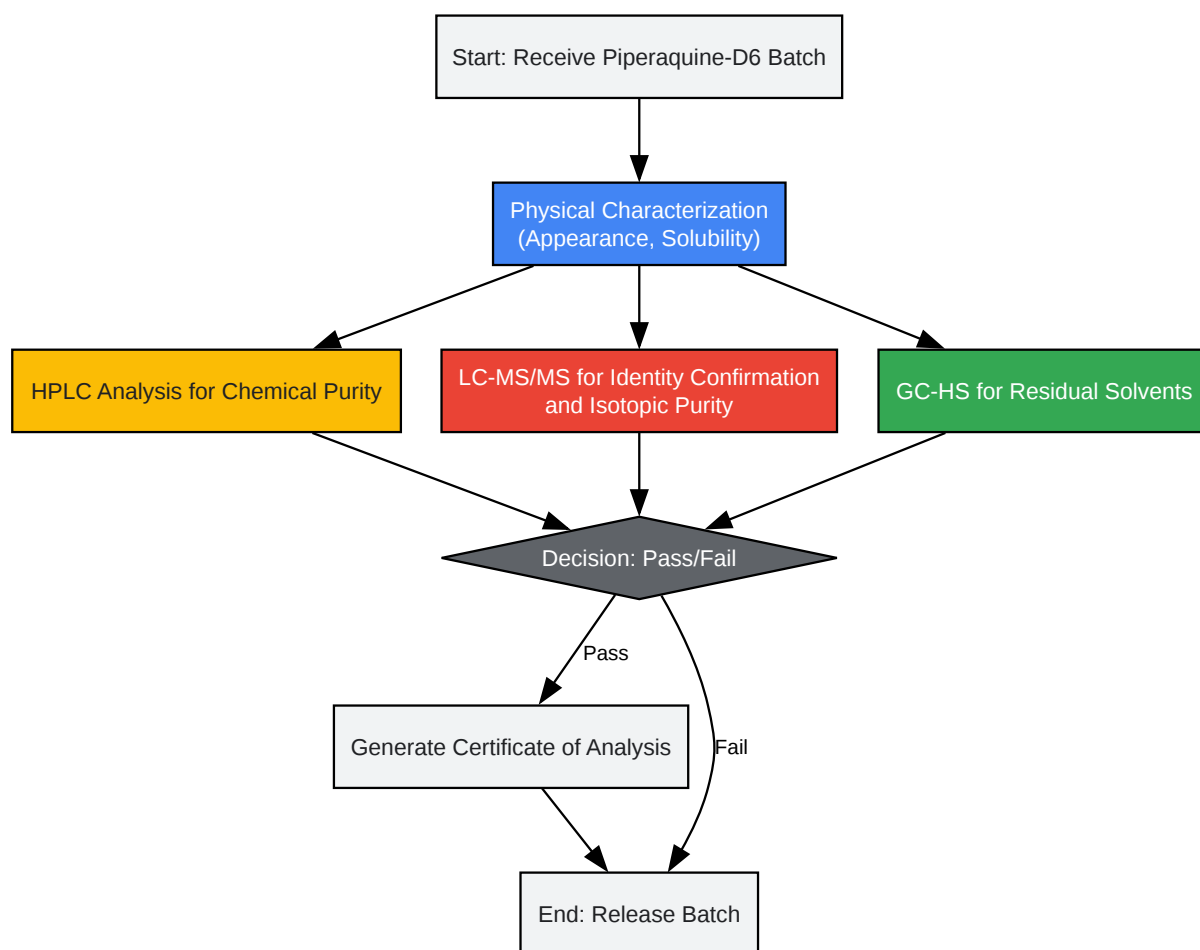 Start: Receive Piperaquine-D6 Batch
Physical Characterization
(Appearance, Solubility)
HPLC Analysis for Chemical Purity
LC-MS/MS for Identity Confirmation
and Isotopic Purity
GC-HS for Residual Solvents
Decision: Pass/Fail
Pass
Generate Certificate of Analysis
Fail
End: Release Batch